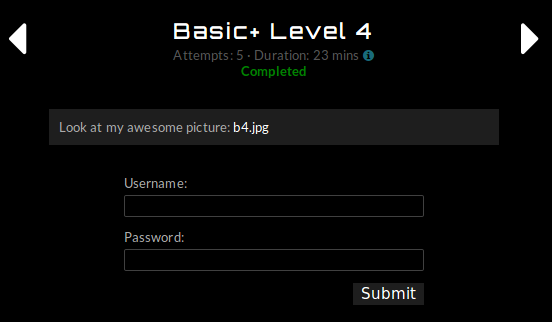 Basic+ Level 4
Attempts: 5 · Duration: 23 mins
Completed
Look at my awesome picture: b4.jpg
Username:
Password:
Submit